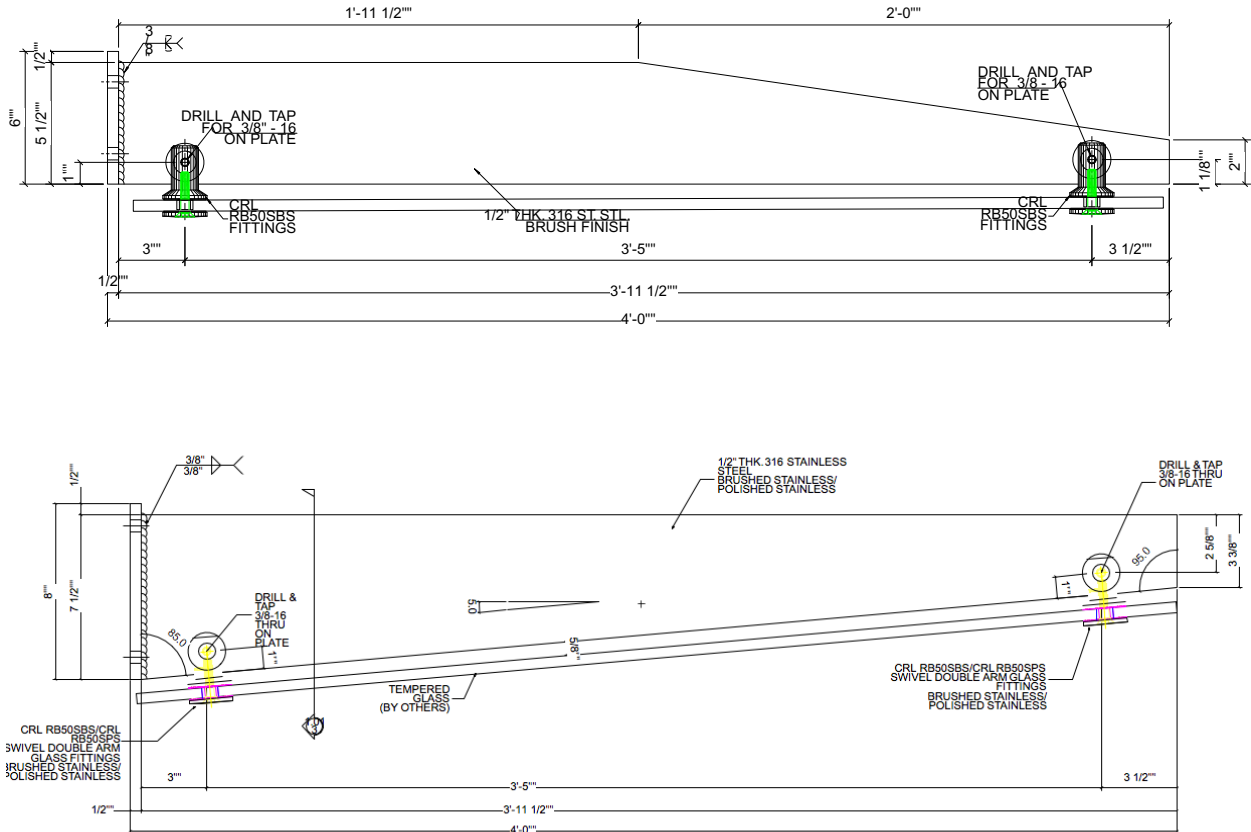 1'-11 1/2""
2'-0""
3
8
1/2""
6""
5 1/2""
1""
DRILL AND TAP
FOR 3/8" - 16
ON PLATE
DRILL AND TAP
FOR 3/8 - 16
ON PLATE
CRL
RB50SBS
FITTINGS
1/2" THK. 316 ST. STL.
BRUSH FINISH
CRL
RB50SBS
FITTINGS
1 1/8""
2""
3""
3'-5""
3 1/2""
1/2""
3'-11 1/2""
4'-0""
1/2""
3/8"
3/8"
1/2" THK. 316 STAINLESS
STEEL
BRUSHED STAINLESS/
POLISHED STAINLESS
DRILL & TAP
3/8-16 THRU
ON PLATE
8""
7 1/2""
85.0
DRILL &
TAP
3/8-16
THRU
ON
PLATE
1""
5.0
5/8""
1""
95.0
2 5/8""
3 3/8""
TEMPERED
GLASS
(BY OTHERS)
CRL RB50SBS/CRL RB50SPS
SWIVEL DOUBLE ARM GLASS
FITTINGS
BRUSHED STAINLESS/
POLISHED STAINLESS
CRL RB50SBS/CRL
RB50SPS
SWIVEL DOUBLE ARM
GLASS FITTINGS
BRUSHED STAINLESS/
POLISHED STAINLESS
3""
3'-5""
3 1/2""
1/2""
3'-11 1/2""
4'-0""